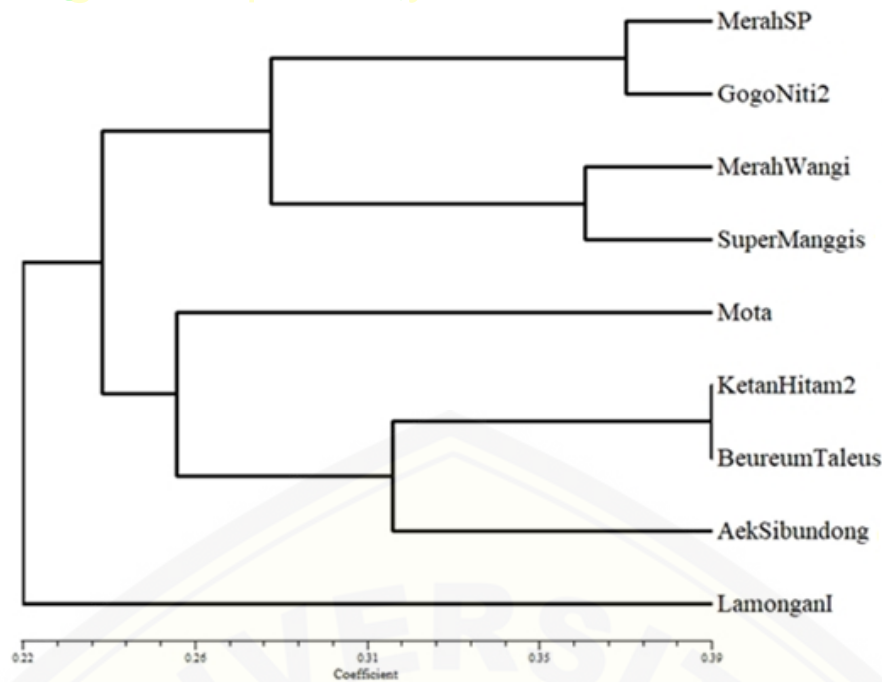 MerahSP
GogoNiti2
MerahWangi
SuperManggis
Mota
KetanHitam2
BeureumTaleus
AekSibundong
LamonganI
0.22 0.26 0.31 0.35 0.39
Coefficient
VERSI